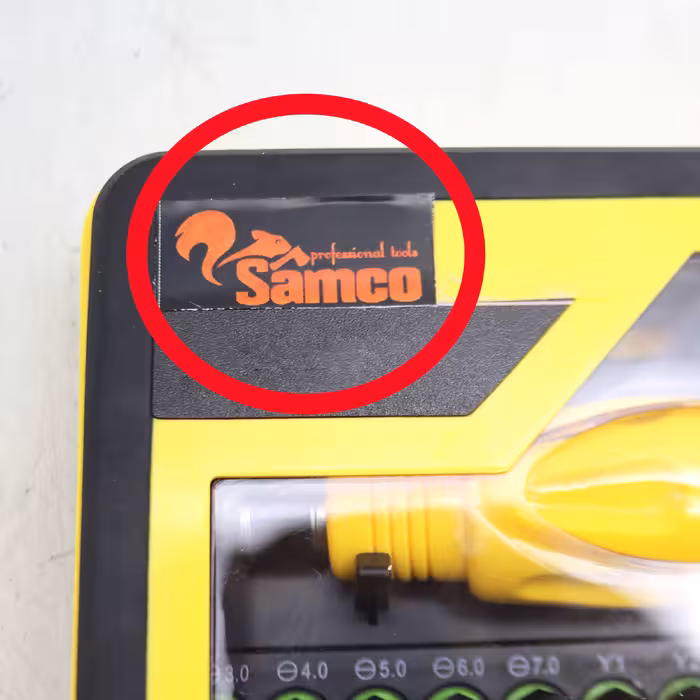 professional tools
Samco
⊖3.0 ⊖4.0 ⊖5.0 ⊖6.0 ⊖7.0 Y1